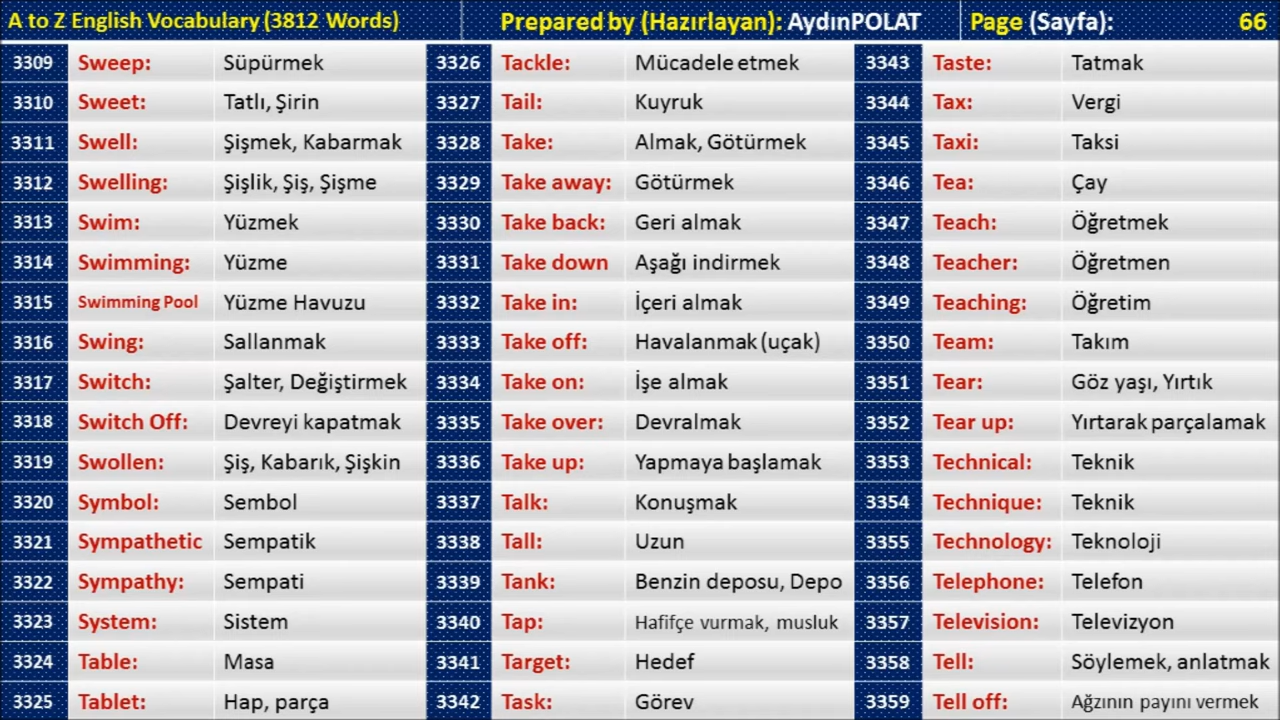 A to Z English Vocabulary (3812 Words) Prepared by (Hazırlayan): AydınPOLAT Page (Sayfa): 66
3309 Sweep: Süpürmek
3310 Sweet: Tatlı, Şirin
3311 Swell: Şişmek, Kabarmak
3312 Swelling: Şişlik, Şiş, Şişme
3313 Swim: Yüzmek
3314 Swimming: Yüzme
3315 Swimming Pool Yüzme Havuzu
3316 Swing: Sallanmak
3317 Switch: Şalter, Değiştirmek
3318 Switch Off: Devreyi kapatmak
3319 Swollen: Şiş, Kabarık, Şişkin
3320 Symbol: Sembol
3321 Sympathetic Sempatik
3322 Sympathy: Sempati
3323 System: Sistem
3324 Table: Masa
3325 Tablet: Hap, parça
3326 Tackle: Mücadele etmek
3327 Tail: Kuyruk
3328 Take: Almak, Götürmek
3329 Take away: Götürmek
3330 Take back: Geri almak
3331 Take down Aşağı indirmek
3332 Take in: İçeri almak
3333 Take off: Havalanmak (uçak)
3334 Take on: İşe almak
3335 Take over: Devralmak
3336 Take up: Yapmaya başlamak
3337 Talk: Konuşmak
3338 Tall: Uzun
3339 Tank: Benzin deposu, Depo
3340 Tap: Hafifçe vurmak, musluk
3341 Target: Hedef
3342 Task: Görev
3343 Taste: Tatmak
3344 Tax: Vergi
3345 Taxi: Taksi
3346 Tea: Çay
3347 Teach: Öğretmek
3348 Teacher: Öğretmen
3349 Teaching: Öğretim
3350 Team: Takım
3351 Tear: Göz yaşı, Yırtık
3352 Tear up: Yırtarak parçalamak
3353 Technical: Teknik
3354 Technique: Teknik
3355 Technology: Teknoloji
3356 Telephone: Telefon
3357 Television: Televizyon
3358 Tell: Söylemek, anlatmak
3359 Tell off: Ağzının payını vermek